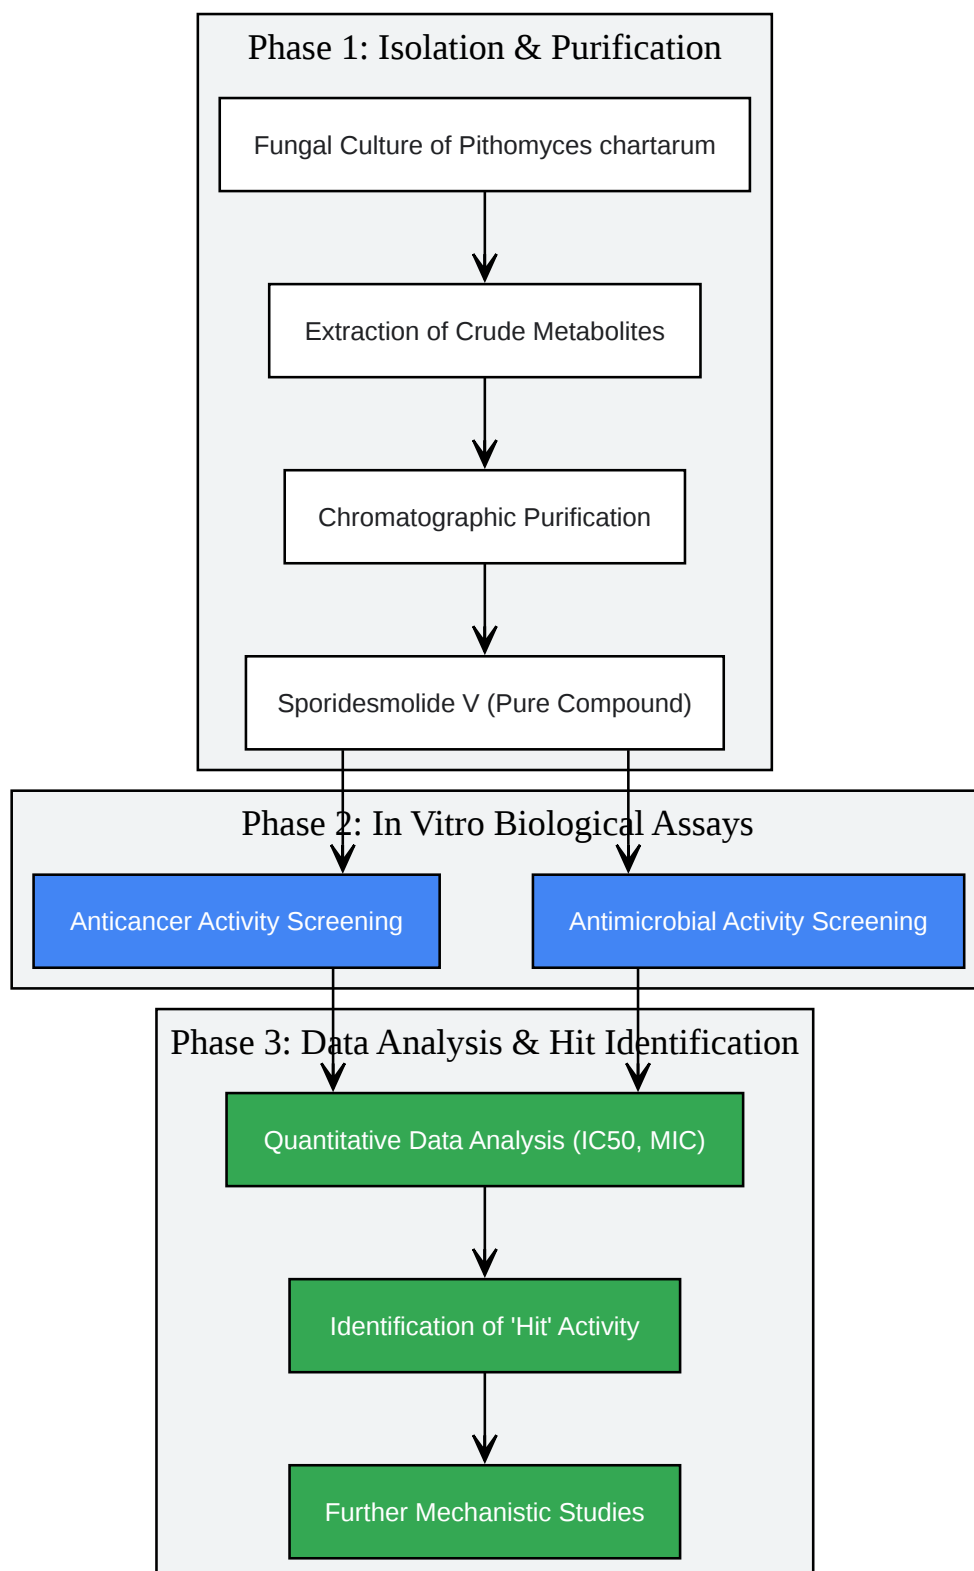 Phase 1: Isolation & Purification
Fungal Culture of Pithomyces chartarum
Extraction of Crude Metabolites
Chromatographic Purification
Sporidesmolide V (Pure Compound)
Phase 2: In Vitro Biological Assays
Anticancer Activity Screening
Antimicrobial Activity Screening
Phase 3: Data Analysis & Hit Identification
Quantitative Data Analysis (IC50, MIC)
Identification of 'Hit' Activity
Further Mechanistic Studies